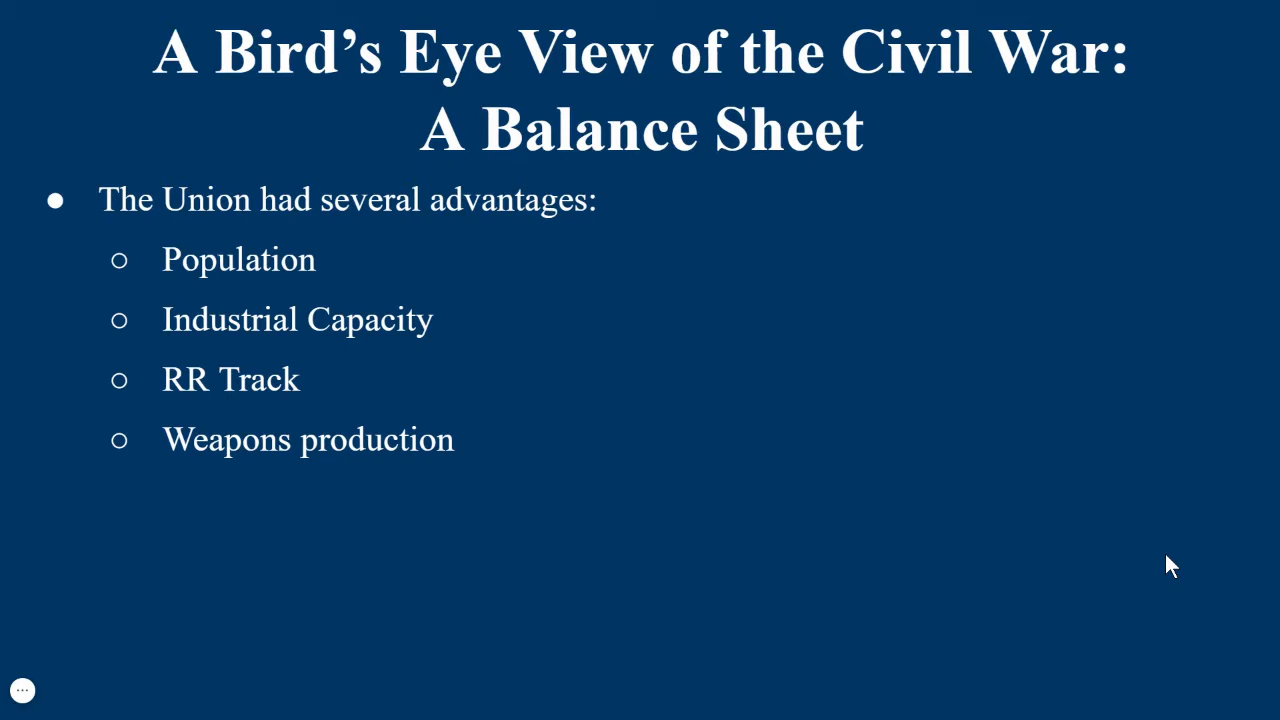 A Bird’s Eye View of the Civil War:
A Balance Sheet
● The Union had several advantages:
○ Population
○ Industrial Capacity
○ RR Track
○ Weapons production